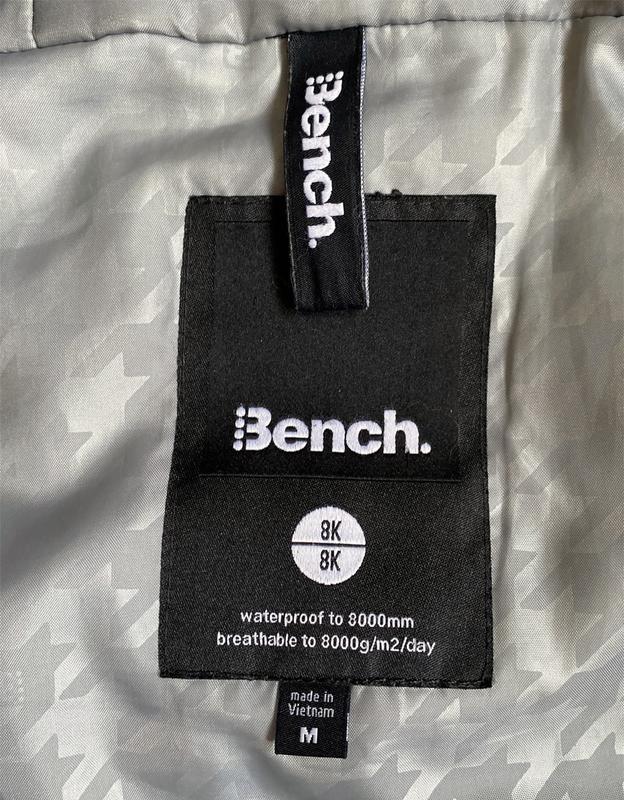 Bench.
Bench.
8K
8K
waterproof to 8000mm
breathable to 8000g/m2/day
made in
Vietnam
M